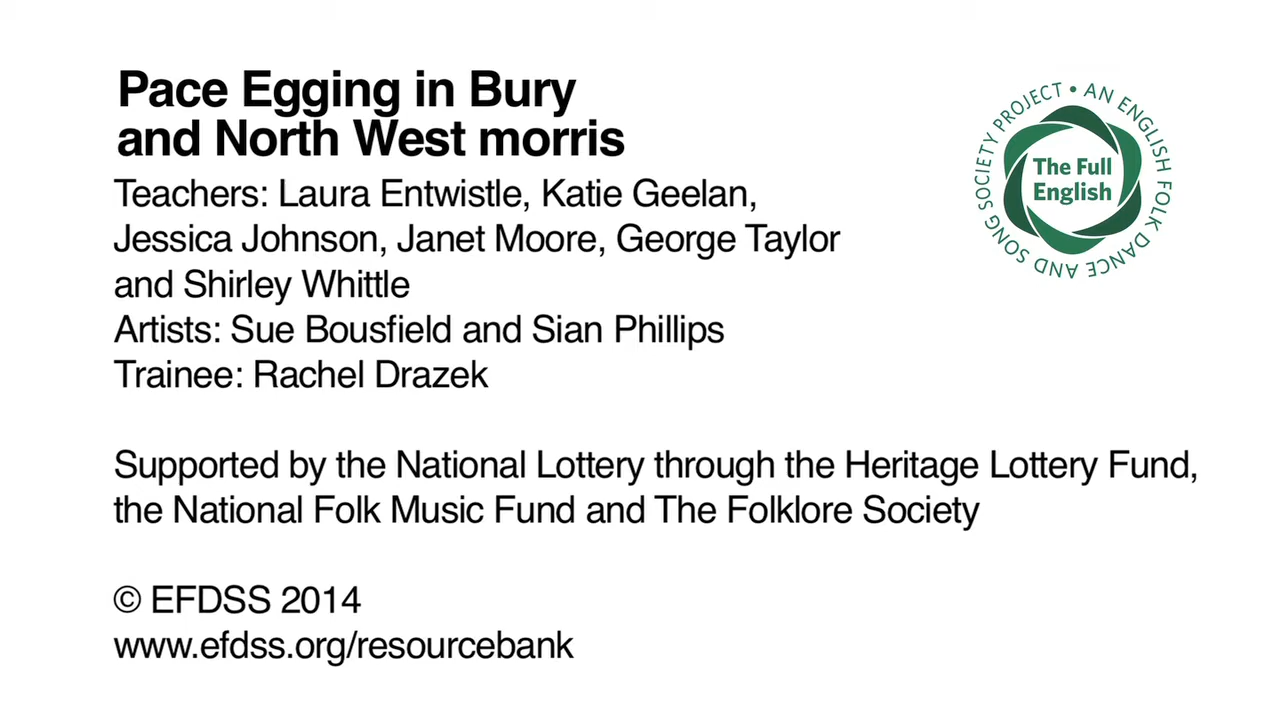 Pace Egging in Bury
and North West morris
Teachers: Laura Entwistle, Katie Geelan,
Jessica Johnson, Janet Moore, George Taylor
and Shirley Whittle
Artists: Sue Bousfield and Sian Phillips
Trainee: Rachel Drazek
Supported by the National Lottery through the Heritage Lottery Fund,
the National Folk Music Fund and The Folklore Society
© EFDSS 2014
www.efdss.org/resourcebank
The Full
English
• AN ENGLISH FOLK DANCE AND SONG SOCIETY PROJECT